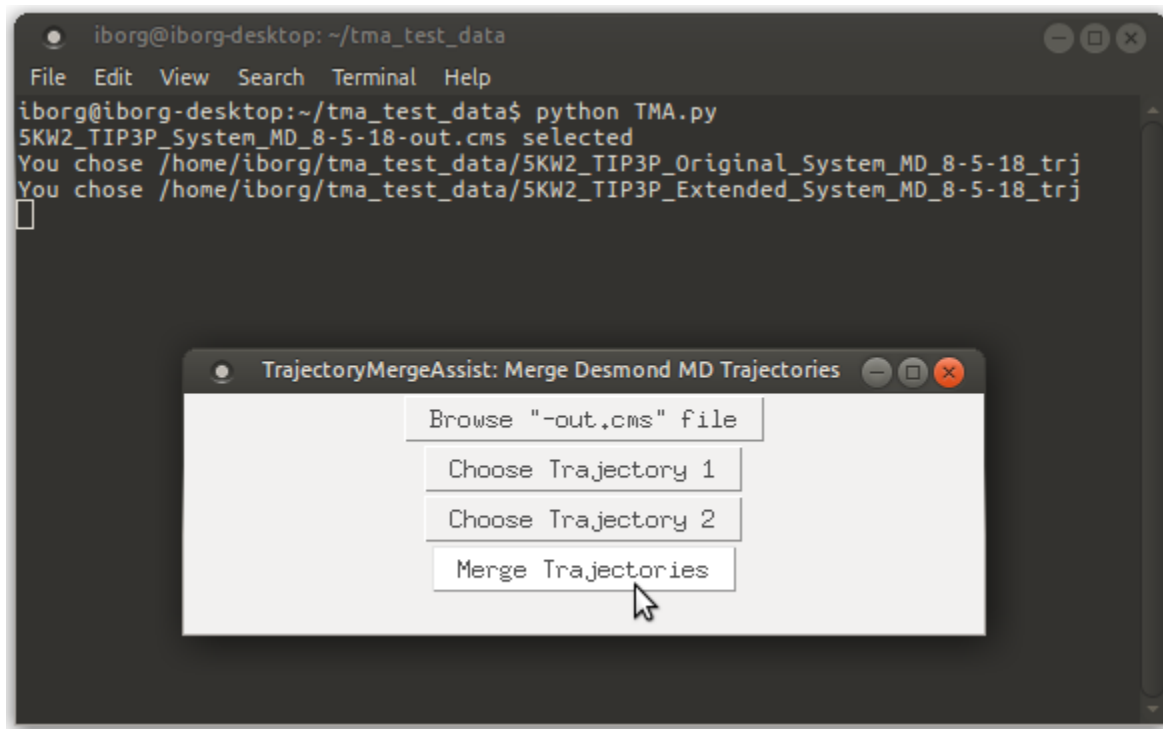 iborg@iborg-desktop: ~/tma_test_data
File Edit View Search Terminal Help
iborg@iborg-desktop:~/tma_test_data$ python TMA.py
5KW2_TIP3P_System_MD_8-5-18-out.cms selected
You chose /home/iborg/tma_test_data/5KW2_TIP3P_Original_System_MD_8-5-18_trj
You chose /home/iborg/tma_test_data/5KW2_TIP3P_Extended_System_MD_8-5-18_trj
TrajectoryMergeAssist: Merge Desmond MD Trajectories
Browse "-out.cms" file
Choose Trajectory 1
Choose Trajectory 2
Merge Trajectories